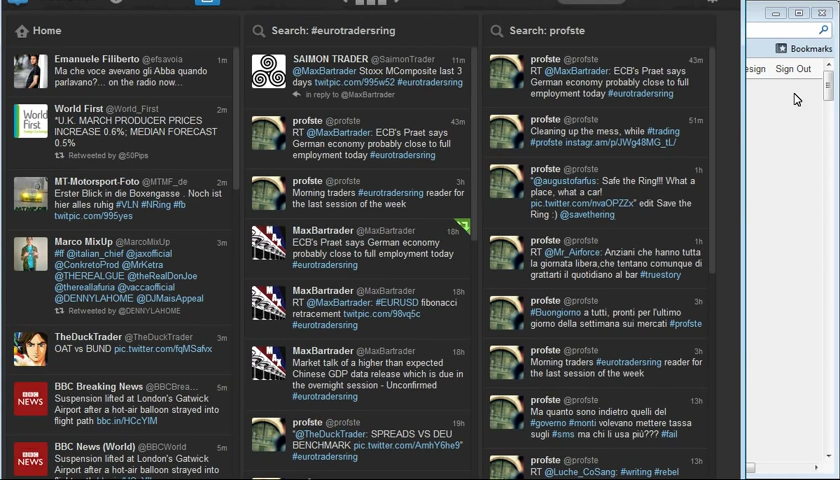 Home
Emanuele Filiberto @efsavoia 1m
Ma che voce avevano gli Abba quando
parlavano?... on the radio now...
World First @World_First 2m
"U.K. MARCH PRODUCER PRICES
INCREASE 0.6%; MEDIAN FORECAST
0.5%
Retweeted by @50Pips
MT-Motorsport-Foto @MTMF_de 2m
Erster Blick in die Boxengasse . Noch ist
hier alles ruhig #VLN #NRing #fb
twitpic.com/995yes
Marco MixUp @MarcoMixUp 3m
#ff @italian_chief @jaxofficial
@ConkretoProd @MrKetra
@THEREALGUE @theRealDonJoe
@thereallafuria @vaccaofficial
@DENNYLAHOME @DJMaisAppeal
Retweeted by @DENNYLAHOME
TheDuckTrader @TheDuckTrader 3m
OAT vs BUND pic.twitter.com/fqMSafvx
BBC Breaking News @BBCBrea... 5m
Suspension lifted at London's Gatwick
Airport after a hot-air balloon strayed into
flight path bbc.in/HCcYIM
BBC News (World) @BBCWorld 5m
Suspension lifted at London's Gatwick
Airport after a hot-air balloon strayed into
Search: #eurotradersring
SAIMON TRADER @SaimonTrader 11m
@MaxBartrader Stoxx MComposite last 3
days twitpic.com/995w52 #eurotradersring
in reply to @MaxBartrader
profste @profste 43m
RT @MaxBartrader: ECB's Praet says
German economy probably close to full
employment today #eurotradersring
profste @profste 3h
Morning traders #eurotradersring reader for
the last session of the week
MaxBartrader @MaxBartrader 18h
ECB's Praet says German economy
probably close to full employment today
#eurotradersring
MaxBartrader @MaxBartrader 18h
RT @MaxBartrader: #EURUSD fibonacci
retracement twitpic.com/98vq5c
#eurotradersring
MaxBartrader @MaxBartrader 18h
Market talk of a higher than expected
Chinese GDP data release which is due in
the overnight session - Unconfirmed
#eurotradersring
profste @profste 19h
"@TheDuckTrader: SPREADS VS DEU
BENCHMARK pic.twitter.com/AmhY6he9"
#eurotradersring
Search: profste
profste @profste 43m
RT @MaxBartrader: ECB's Praet says
German economy probably close to full
employment today #eurotradersring
profste @profste 51m
Cleaning up the mess, while #trading
#profste instagr.am/p/JWg48MG_tL/
profste @profste 1h
"@augustofarfus: Safe the Ring!!! What a
place, what a car!
pic.twitter.com/nvaOPZZx" edit Save the
Ring :) @savethering
profste @profste 1h
RT @Mr_Airforce: Anziani che hanno tutta
la giornata libera,che tentano comunque di
grattarti il quotidiano al bar #truestory
profste @profste 3h
#Buongiorno a tutti, pronti per l'ultimo
giorno della settimana sui mercati #profste
profste @profste 3h
Morning traders #eurotradersring reader for
the last session of the week
profste @profste 13h
Ma quanto sono indietro quelli del
#governo #monti volevano mettere tassa
sugli #sms ma chi li usa più??? #fail
profste @profste 13h
RT @Luche_CoSang: #writing #rebel
Bookmarks
esign Sign Out